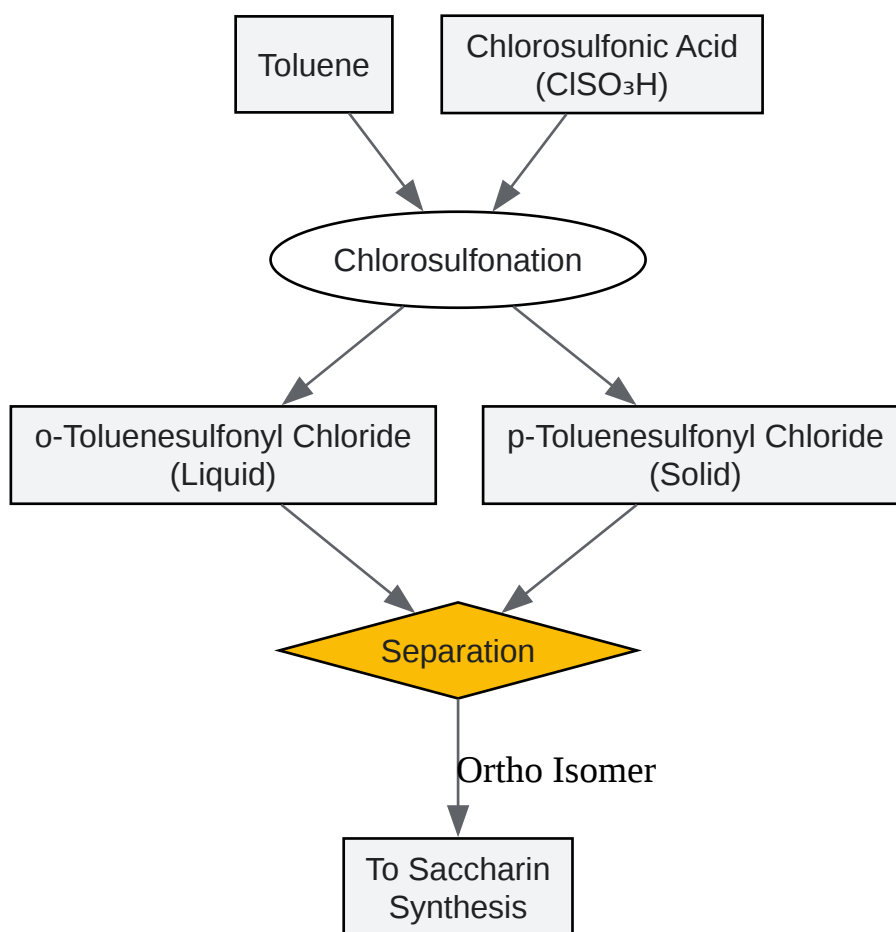 Toluene
Chlorosulfonic Acid
(ClSO₃H)
Chlorosulfonation
o-Toluenesulfonyl Chloride
(Liquid)
p-Toluenesulfonyl Chloride
(Solid)
Separation
Ortho Isomer
To Saccharin
Synthesis